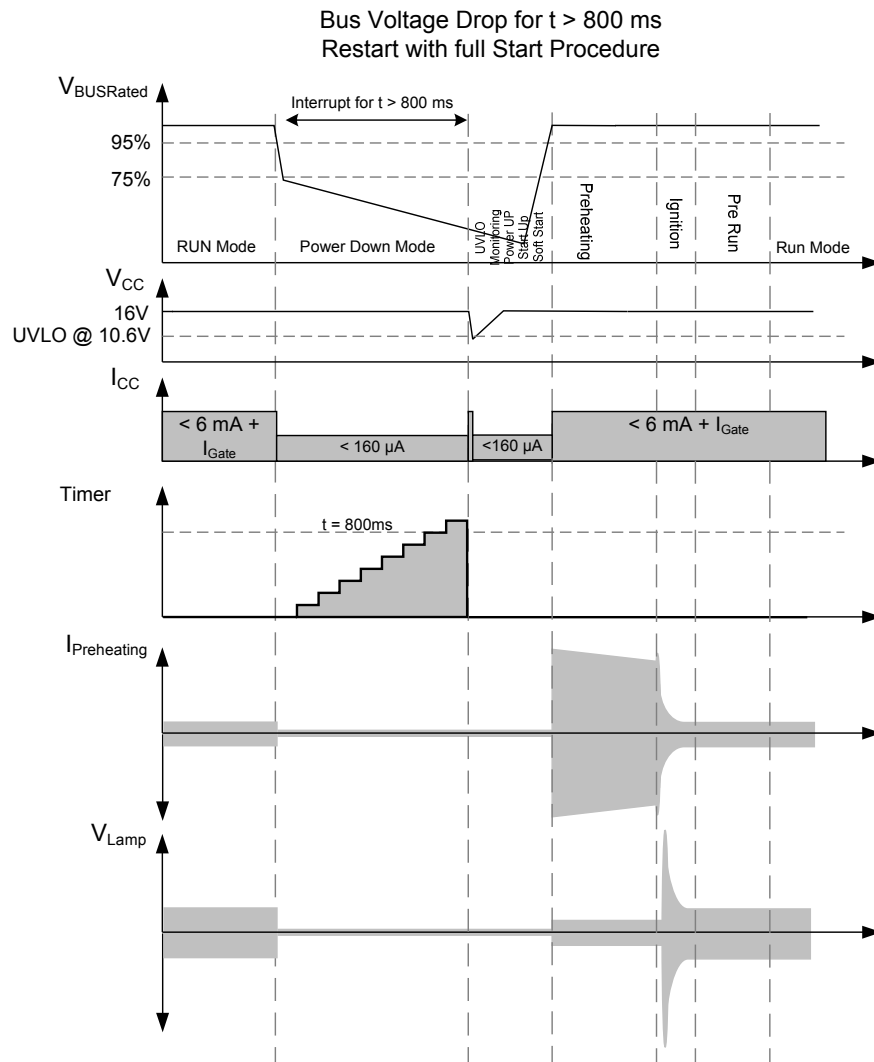 Bus Voltage Drop for t > 800 ms
Restart with full Start Procedure
VBUSRated
Interrupt for t > 800 ms
95%
75%
RUN Mode
Power Down Mode
UVLO
Monitoring
Power UP
Start Up
Soft Start
Preheating
Ignition
Pre Run
Run Mode
VCC
16V
UVLO @ 10.6V
ICC
< 6 mA +
IGate
< 160 µA
<160 µA
< 6 mA + IGate
Timer
t = 800ms
IPreheating
VLamp